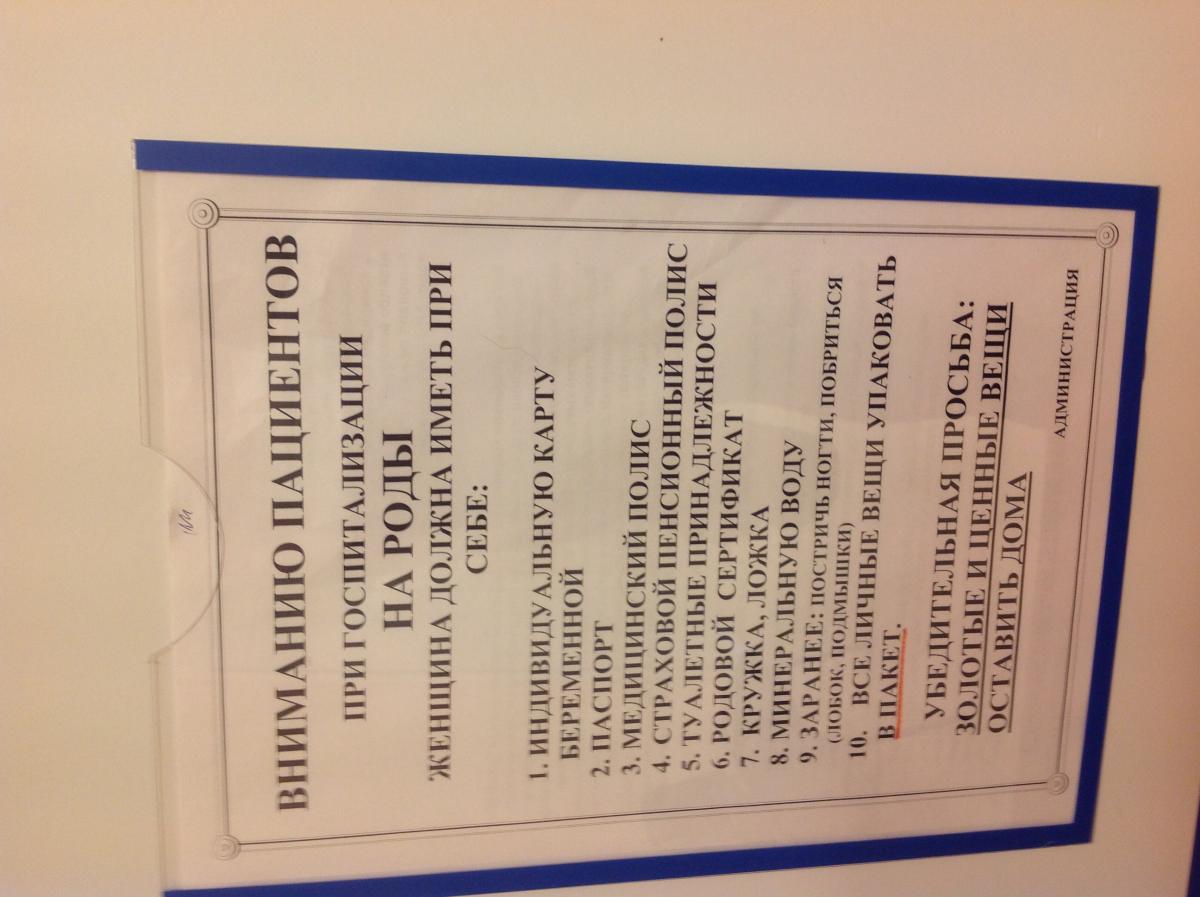 ВНИМАНИЮ ПАЦИЕНТОВ
ПРИ ГОСПИТАЛИЗАЦИИ
НА РОДЫ
ЖЕНЩИНА ДОЛЖНА ИМЕТЬ ПРИ
СЕБЕ:
1. ИНДИВИДУАЛЬНУЮ КАРТУ
БЕРЕМЕННОЙ
2. ПАСПОРТ
3. МЕДИЦИНСКИЙ ПОЛИС
4. СТРАХОВОЙ ПЕНСИОННЫЙ ПОЛИС
5. ТУАЛЕТНЫЕ ПРИНАДЛЕЖНОСТИ
6. РОДОВОЙ СЕРТИФИКАТ
7. КРУЖКА, ЛОЖКА
8. МИНЕРАЛЬНУЮ ВОДУ
9. ЗАРАНЕЕ: ПОСТРИЧЬ НОГТИ, ПОБРИТЬСЯ
(ЛОБОК, ПОДМЫШКИ)
10. ВСЕ ЛИЧНЫЕ ВЕЩИ УПАКОВАТЬ
В ПАКЕТ.
УБЕДИТЕЛЬНАЯ ПРОСЬБА:
ЗОЛОТЫЕ И ЦЕННЫЕ ВЕЩИ
ОСТАВИТЬ ДОМА
АДМИНИСТРАЦИЯ